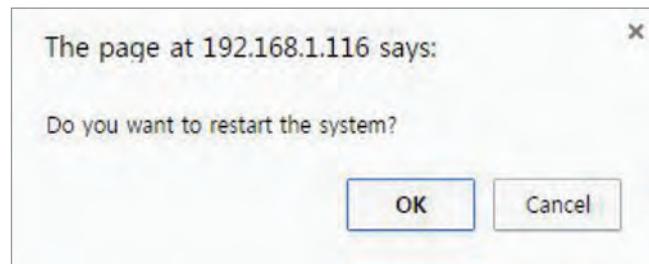 The page at 192.168.1.116 says:
Do you want to restart the system?
OK Cancel